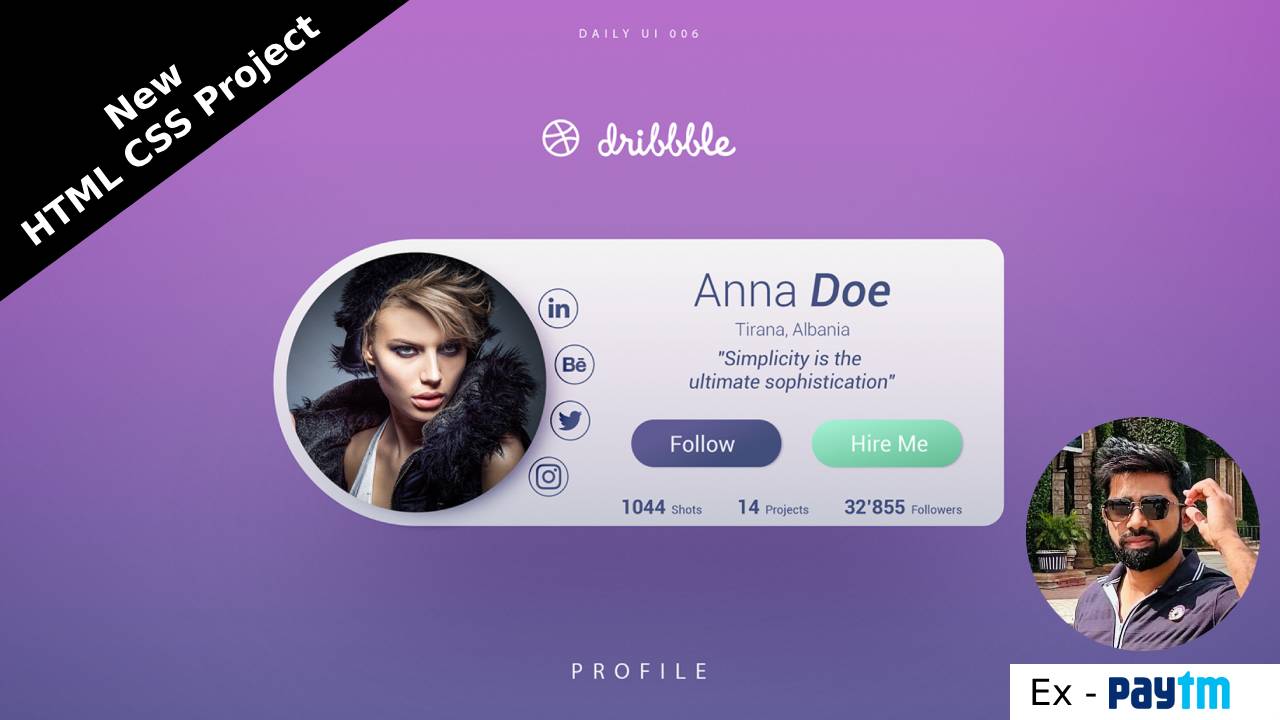 New
HTML CSS Project
DAILY UI 006
dribbble
in
Bē
Anna Doe
Tirana, Albania
"Simplicity is the
ultimate sophistication"
Follow
Hire Me
1044 Shots
14 Projects
32'855 Followers
PROFILE
Ex - paytm